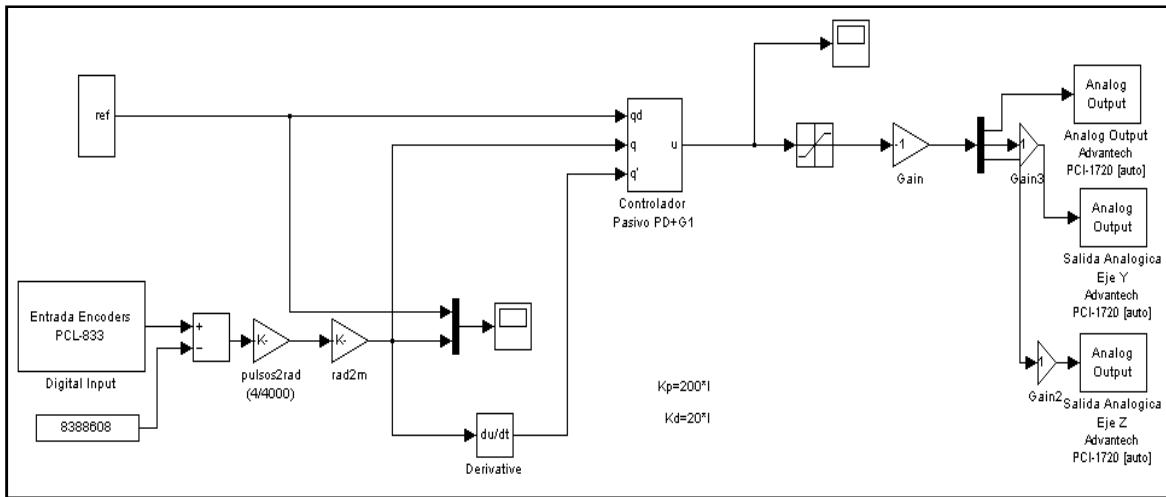 ref
qd
q
q'
u
Controlador
Pasivo PD+G1
-1
Gain
1
Gain3
Analog
Output
Analog Output
Advantech
PCI-1720 [auto]
Analog
Output
Salida Analogica
Eje Y
Advantech
PCI-1720 [auto]
Entrada Encoders
PCL-833
Digital Input
+
−
8388608
K-
pulsos2rad
(4/4000)
K-
rad2m
du/dt
Derivative
Kp=200*I
Kd=20*I
1
Gain2
Analog
Output
Salida Analogica
Eje Z
Advantech
PCI-1720 [auto]